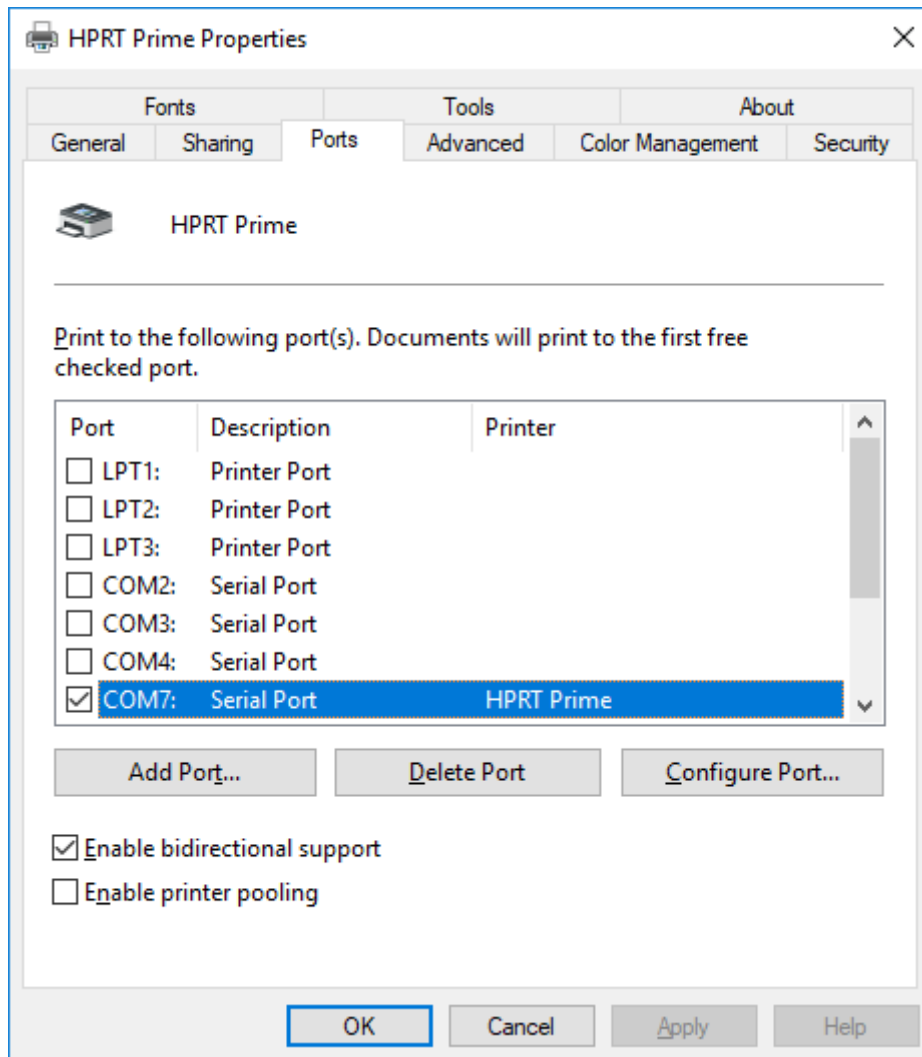 HPRT Prime Properties
Fonts Tools About
General Sharing Ports Advanced Color Management Security
HPRT Prime
Print to the following port(s). Documents will print to the first free
checked port.
Port Description Printer
LPT1: Printer Port
LPT2: Printer Port
LPT3: Printer Port
COM2: Serial Port
COM3: Serial Port
COM4: Serial Port
COM7: Serial Port HPRT Prime
Add Port... Delete Port Configure Port...
Enable bidirectional support
Enable printer pooling
OK Cancel Apply Help